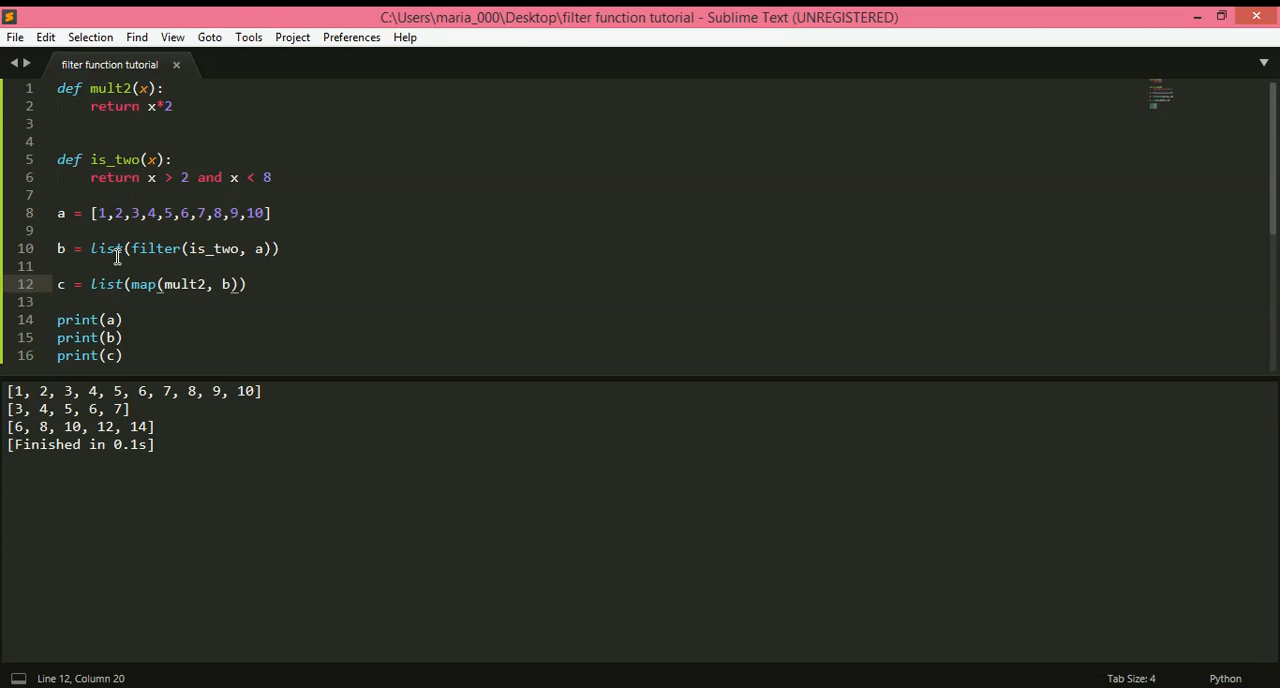 C:\Users\maria_000\Desktop\filter function tutorial - Sublime Text (UNREGISTERED)
File Edit Selection Find View Goto Tools Project Preferences Help
filter function tutorial
1 def mult2(x):
2     return x*2
3
4
5 def is_two(x):
6     return x > 2 and x < 8
7
8 a = [1,2,3,4,5,6,7,8,9,10]
9
10 b = list(filter(is_two, a))
11
12 c = list(map(mult2, b))
13
14 print(a)
15 print(b)
16 print(c)
[1, 2, 3, 4, 5, 6, 7, 8, 9, 10]
[3, 4, 5, 6, 7]
[6, 8, 10, 12, 14]
[Finished in 0.1s]
Line 12, Column 20 Tab Size: 4 Python